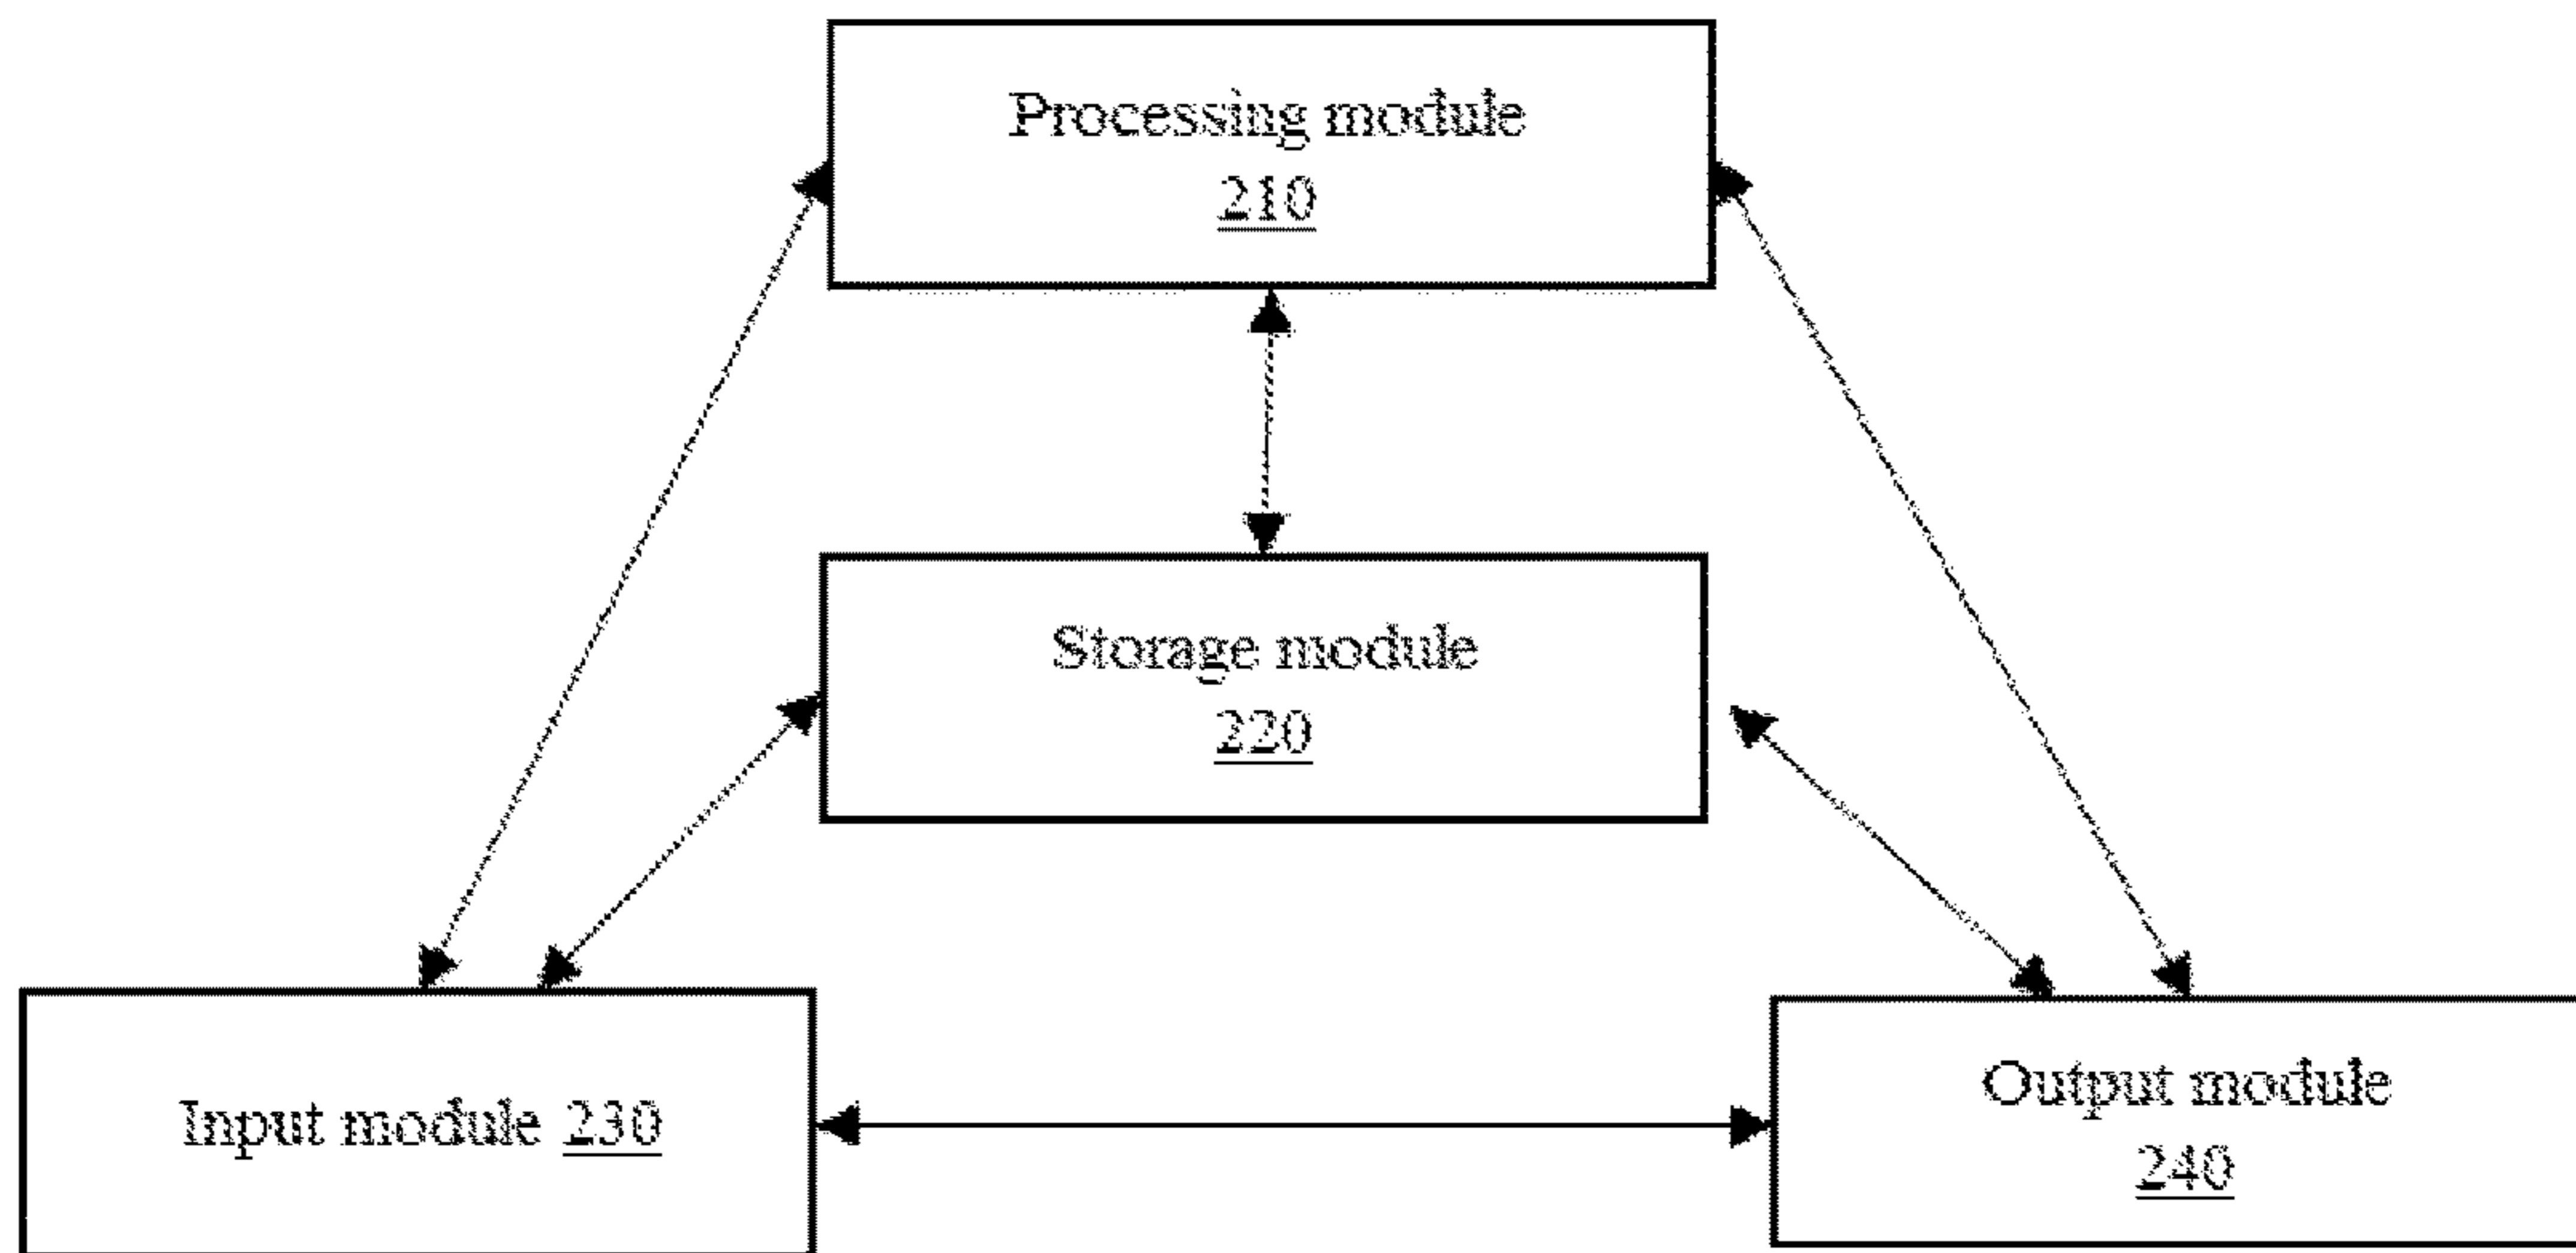 Processing module
210
Storage module
220
Input module 230
Output module
240